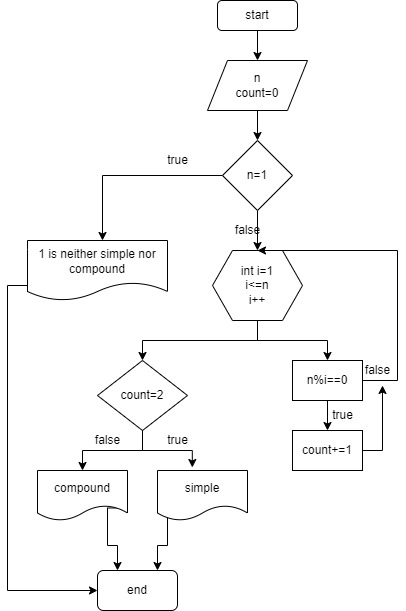 start
n
count=0
true
n=1
false
1 is neither simple nor
compound
int i=1
i<=n
i++
count=2
n%i==0
false
true
false
true
count+=1
compound
simple
end